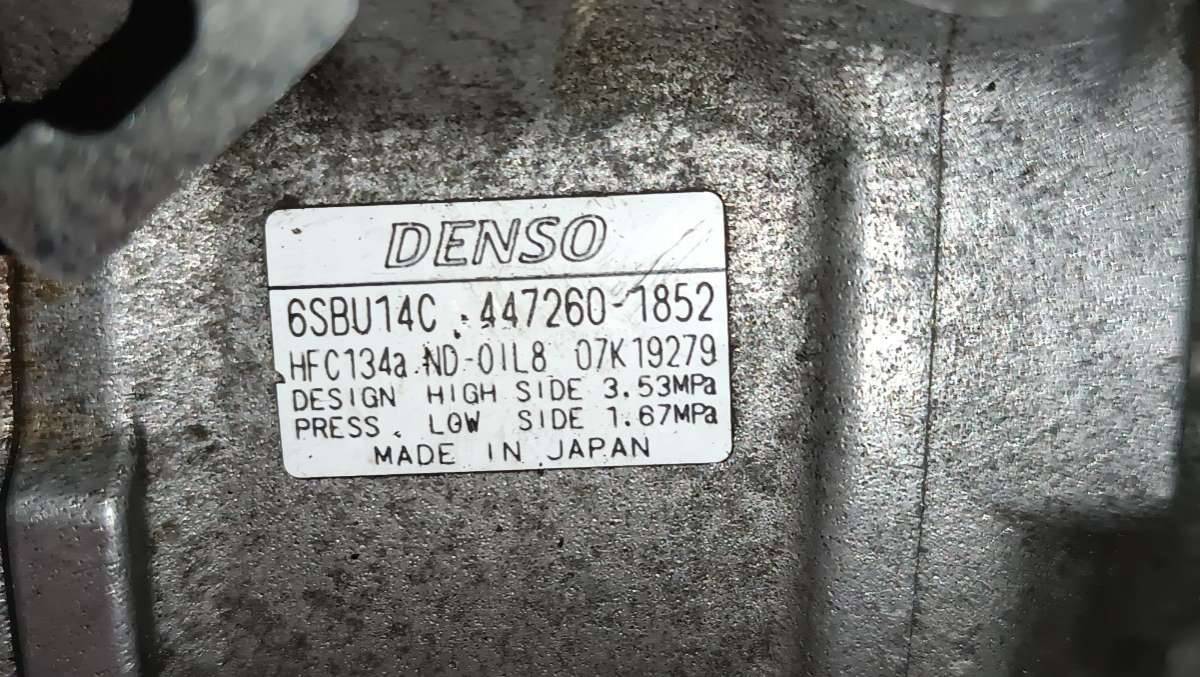 DENSO
6SBU14C 447260-1852
HFC134a ND-OIL8 07K19279
DESIGN HIGH SIDE 3.53MPa
PRESS. LOW SIDE 1.67MPa
MADE IN JAPAN